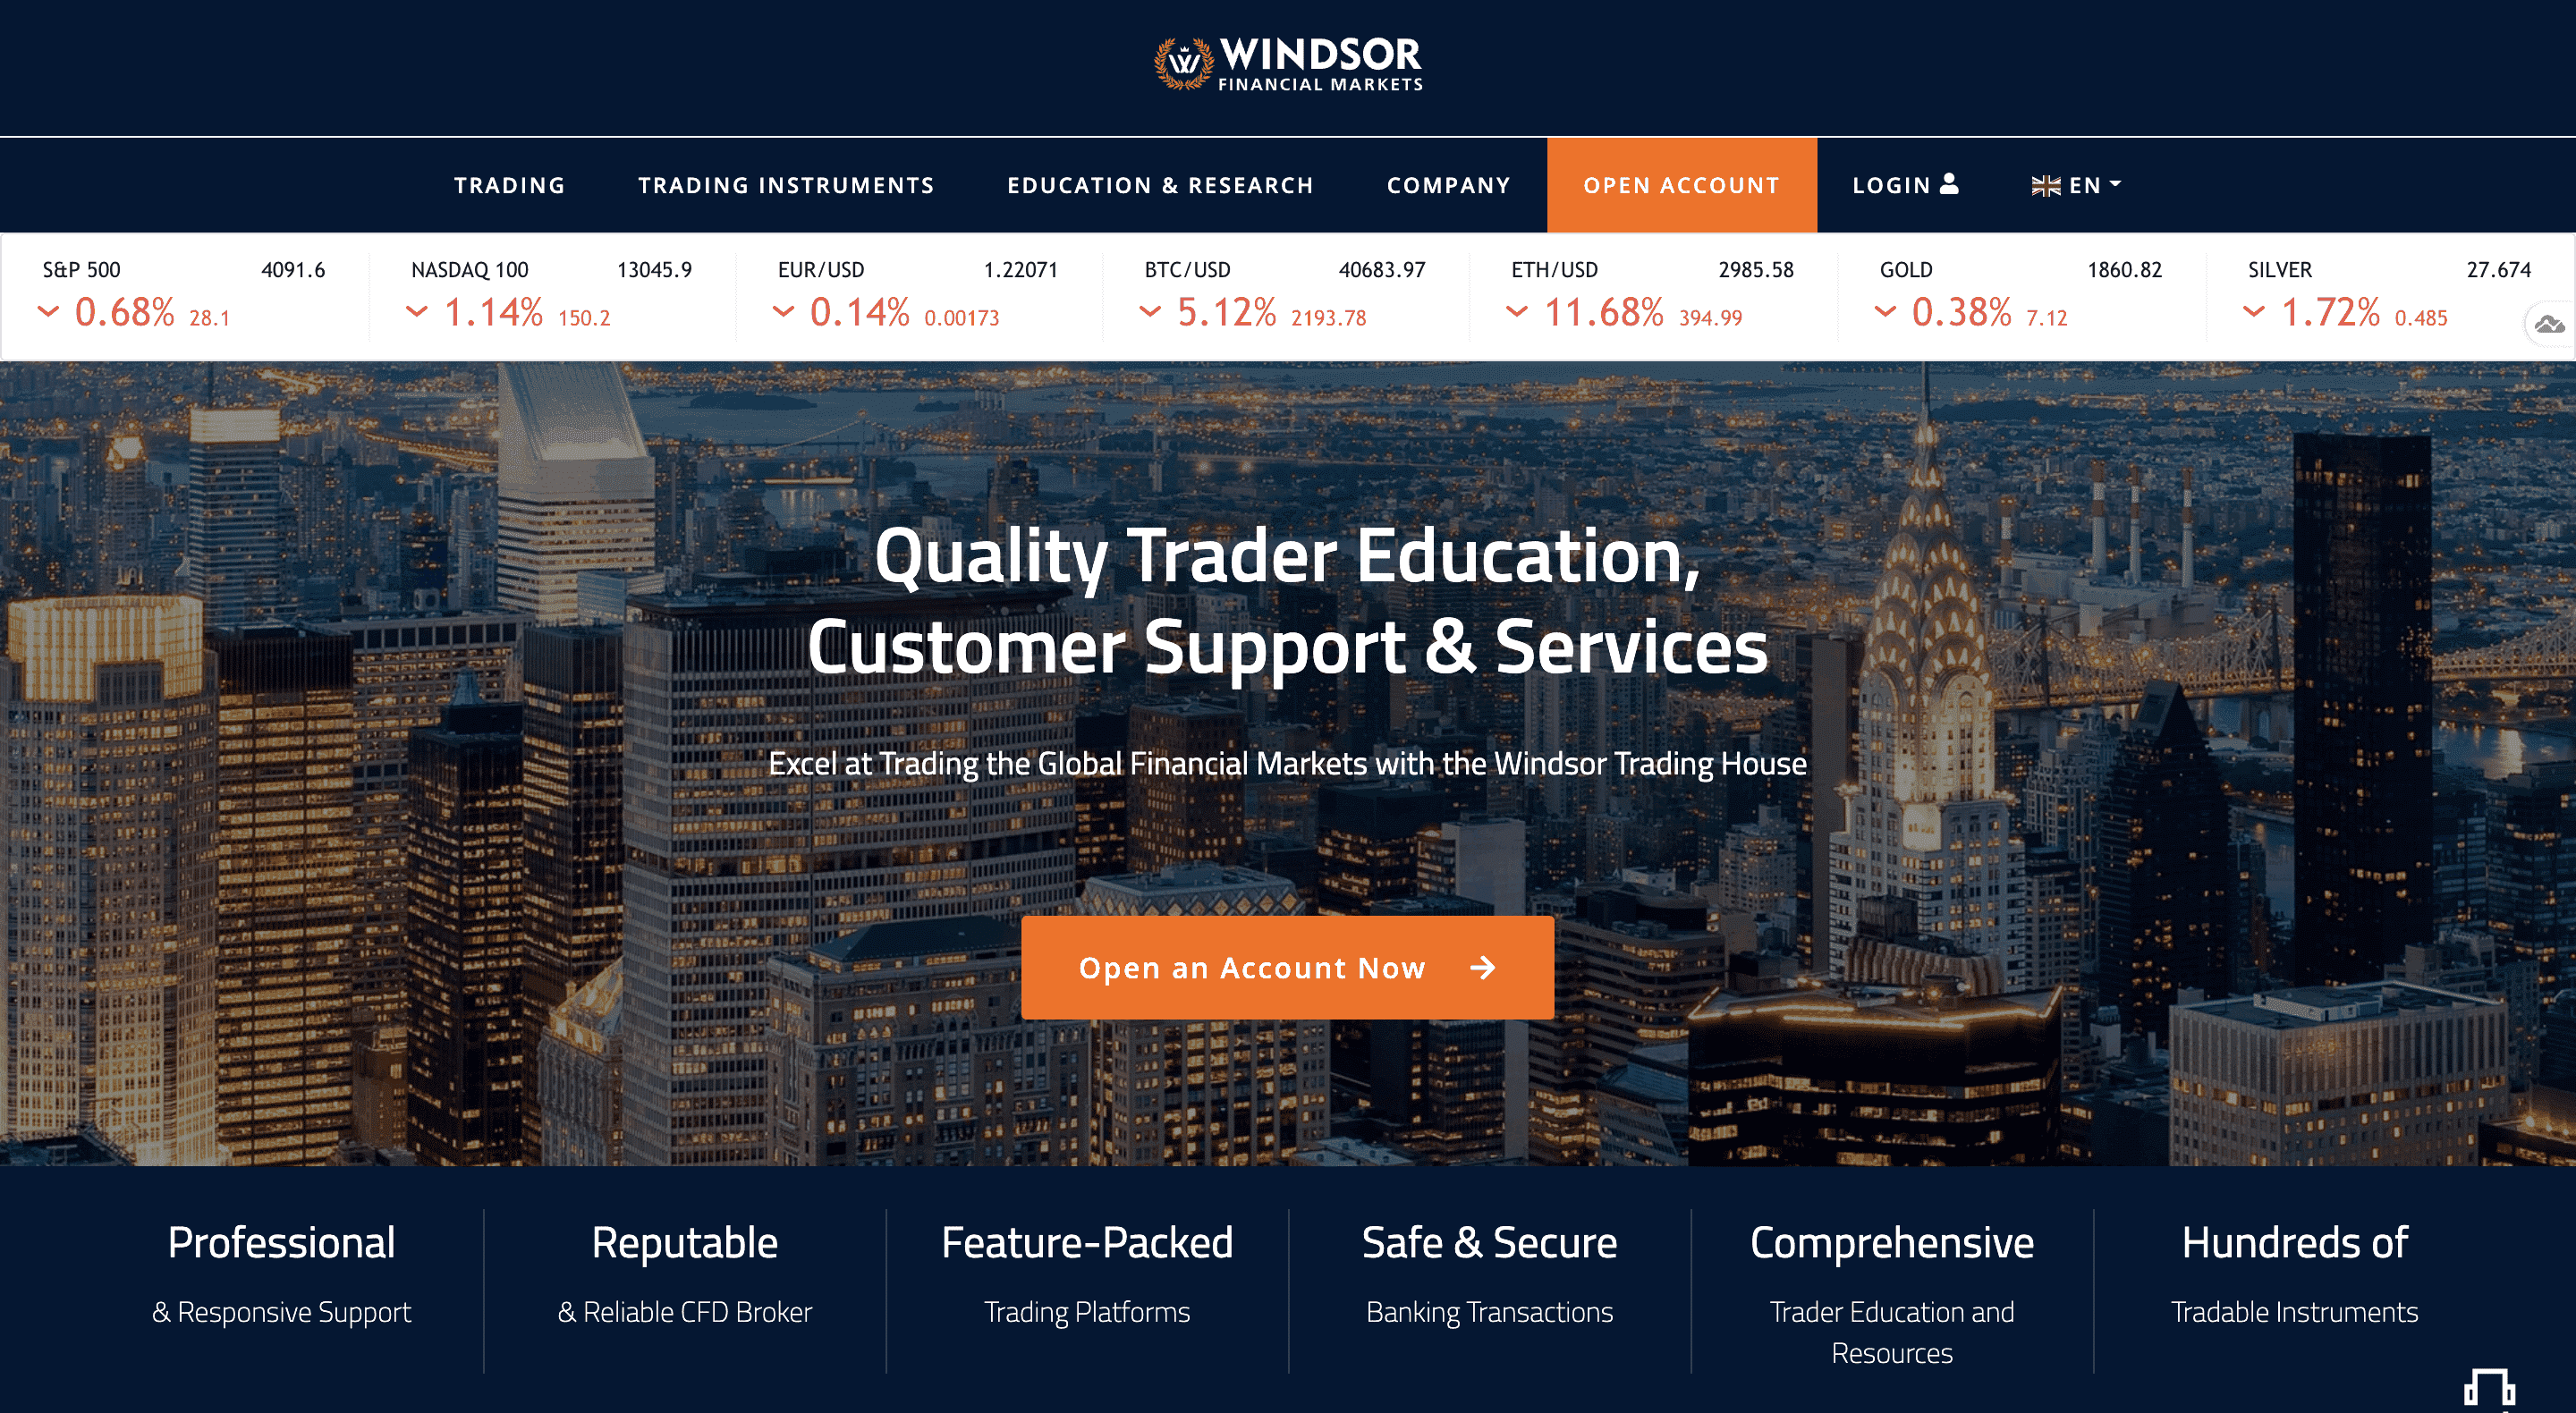 WINDSOR
FINANCIAL MARKETS
TRADING TRADING INSTRUMENTS EDUCATION & RESEARCH COMPANY OPEN ACCOUNT LOGIN EN
S&P 500 4091.6 NASDAQ 100 13045.9 EUR/USD 1.22071 BTC/USD 40683.97 ETH/USD 2985.58 GOLD 1860.82 SILVER 27.674
0.68% 28.1 1.14% 150.2 0.14% 0.00173 5.12% 2193.78 11.68% 394.99 0.38% 7.12 1.72% 0.485
Quality Trader Education,
Customer Support & Services
Excel at Trading the Global Financial Markets with the Windsor Trading House
Open an Account Now
Professional
& Responsive Support
Reputable
& Reliable CFD Broker
Feature-Packed
Trading Platforms
Safe & Secure
Banking Transactions
Comprehensive
Trader Education and
Resources
Hundreds of
Tradable Instruments